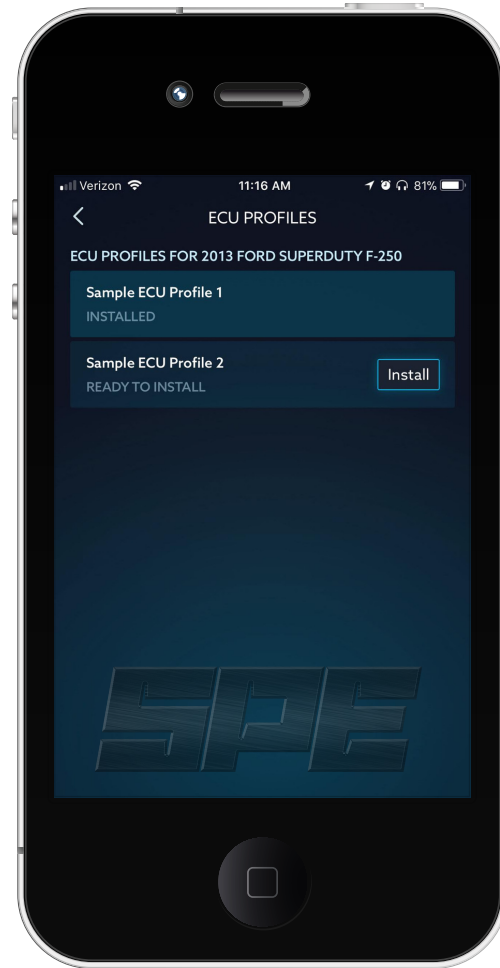 Verizon 11:16 AM 81%
ECU PROFILES
ECU PROFILES FOR 2013 FORD SUPERDUTY F-250
Sample ECU Profile 1
INSTALLED
Sample ECU Profile 2
Install
READY TO INSTALL
SPE